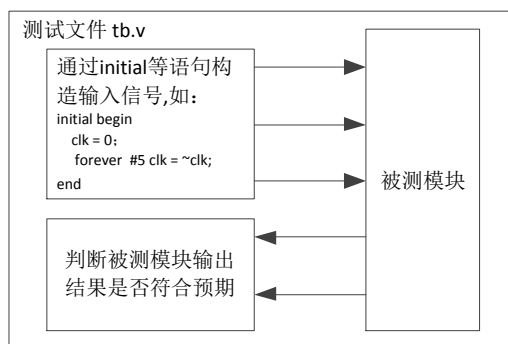 测试文件 tb.v
通过initial等语句构
造输入信号,如：
initial begin
clk = 0；
forever #5 clk = ~clk;
end
被测模块
判断被测模块输出
结果是否符合预期